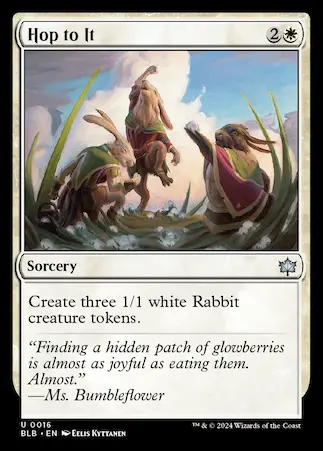 Hop to It 2
Sorcery
Create three 1/1 white Rabbit
creature tokens.
“Finding a hidden patch of glowberries
is almost as joyful as eating them.
Almost.”
—Ms. Bumbleflower
U 0016
BLB • EN Eelis Kyttanen
™ & © 2024 Wizards of the Coast